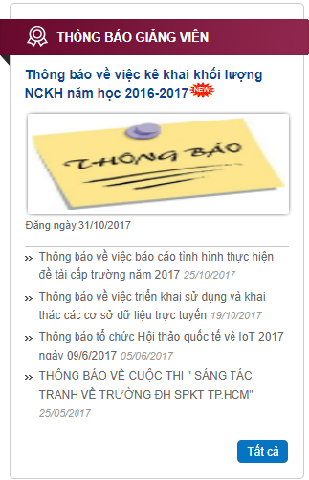 THÔNG BÁO GIẢNG VIÊN
Thông báo về việc kê khai khối lượng
NCKH năm học 2016-2017 NEW
THÔNG BÁO
Đăng ngày 31/10/2017
Thông báo về việc báo cáo tình hình thực hiện
đề tài cấp trường năm 2017 25/10/2017
Thông báo về việc triển khai sử dụng và khai
thác các cơ sở dữ liệu trực tuyến 19/10/2017
Thông báo tổ chức Hội thảo quốc tế về IoT 2017
ngày 09/6/2017 05/06/2017
THÔNG BÁO VỀ CUỘC THI " SÁNG TÁC
TRANH VỀ TRƯỜNG ĐH SPKT TP.HCM"
25/05/2017
Tất cả